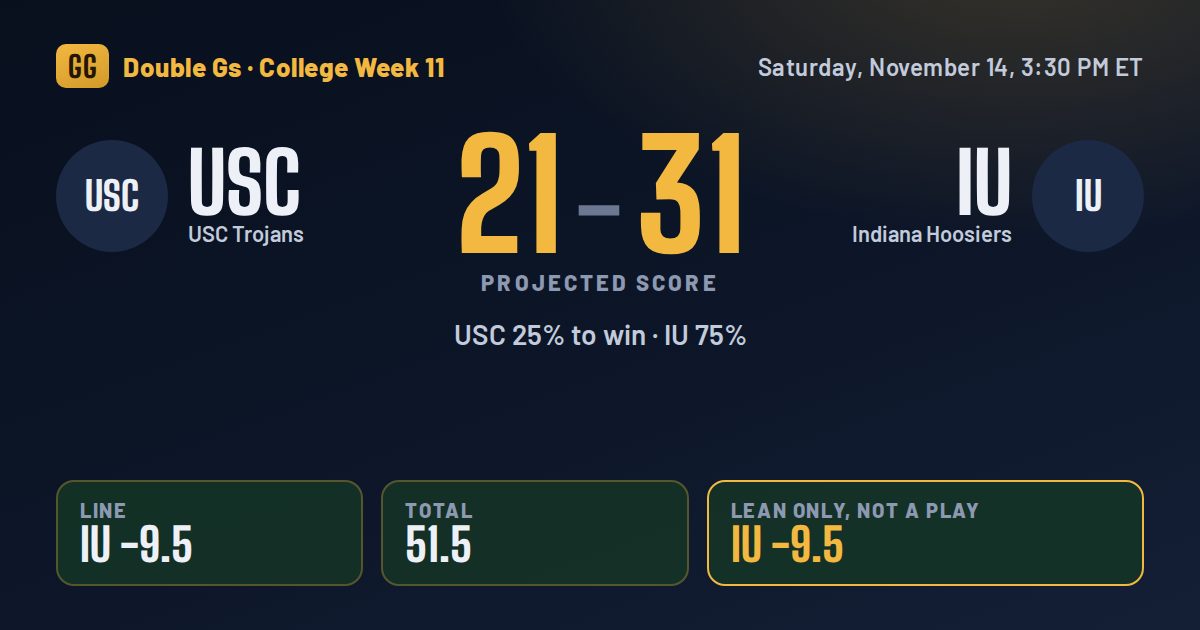 GG Double Gs · College Week 11
Saturday, November 14, 3:30 PM ET
USC
USC
USC Trojans
21 – 31
PROJECTED SCORE
USC 25% to win · IU 75%
IU
Indiana Hoosiers
IU
LINE
IU −9.5
TOTAL
51.5
LEAN ONLY, NOT A PLAY
IU −9.5